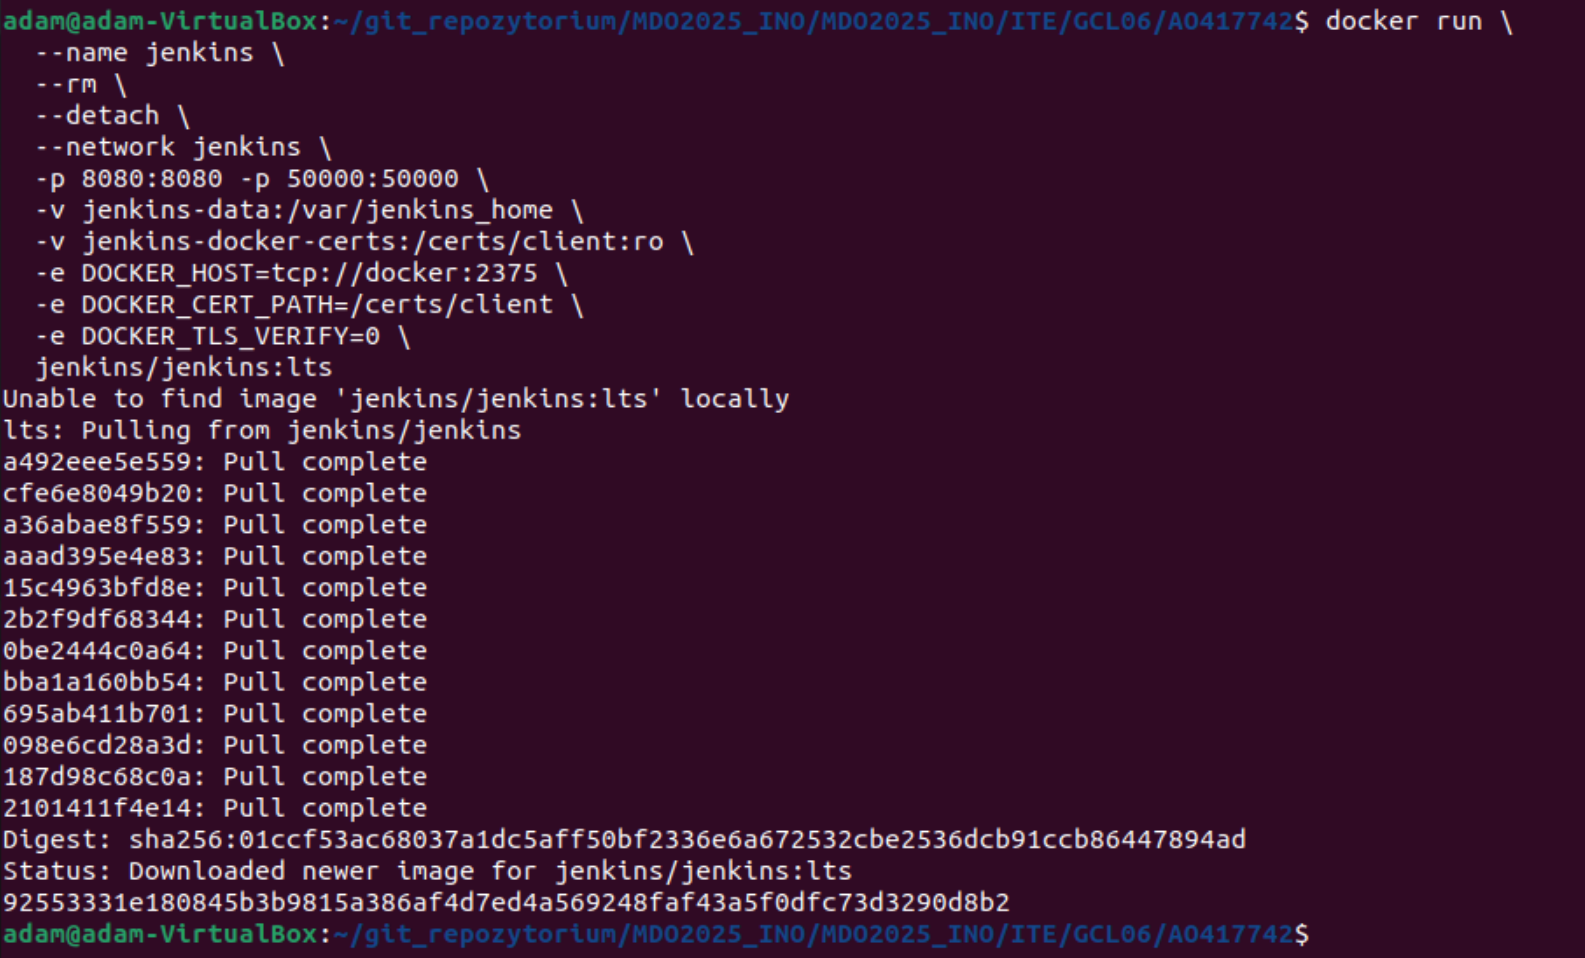 adam@adam-VirtualBox:~/git_repozytorium/MDO2025_INO/MDO2025_INO/ITE/GCL06/AO417742$ docker run \
  --name jenkins \
  --rm \
  --detach \
  --network jenkins \
  -p 8080:8080 -p 50000:50000 \
  -v jenkins-data:/var/jenkins_home \
  -v jenkins-docker-certs:/certs/client:ro \
  -e DOCKER_HOST=tcp://docker:2375 \
  -e DOCKER_CERT_PATH=/certs/client \
  -e DOCKER_TLS_VERIFY=0 \
  jenkins/jenkins:lts
Unable to find image 'jenkins/jenkins:lts' locally
lts: Pulling from jenkins/jenkins
a492eee5e559: Pull complete
cfe6e8049b20: Pull complete
a36abae8f559: Pull complete
aaad395e4e83: Pull complete
15c4963bfd8e: Pull complete
2b2f9df68344: Pull complete
0be2444c0a64: Pull complete
bba1a160bb54: Pull complete
695ab411b701: Pull complete
098e6cd28a3d: Pull complete
187d98c68c0a: Pull complete
2101411f4e14: Pull complete
Digest: sha256:01ccf53ac68037a1dc5aff50bf2336e6a672532cbe2536dcb91ccb86447894ad
Status: Downloaded newer image for jenkins/jenkins:lts
92553331e180845b3b9815a386af4d7ed4a569248faf43a5f0dfc73d3290d8b2
adam@adam-VirtualBox:~/git_repozytorium/MDO2025_INO/MDO2025_INO/ITE/GCL06/AO417742$